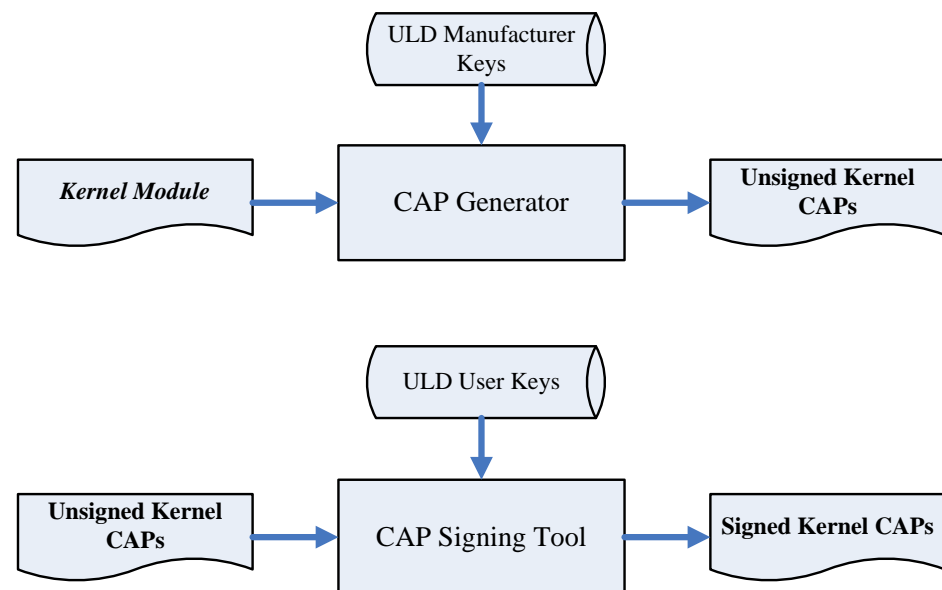 ULD Manufacturer
Keys
Kernel Module
CAP Generator
Unsigned Kernel
CAPs
ULD User Keys
Unsigned Kernel
CAPs
CAP Signing Tool
Signed Kernel CAPs